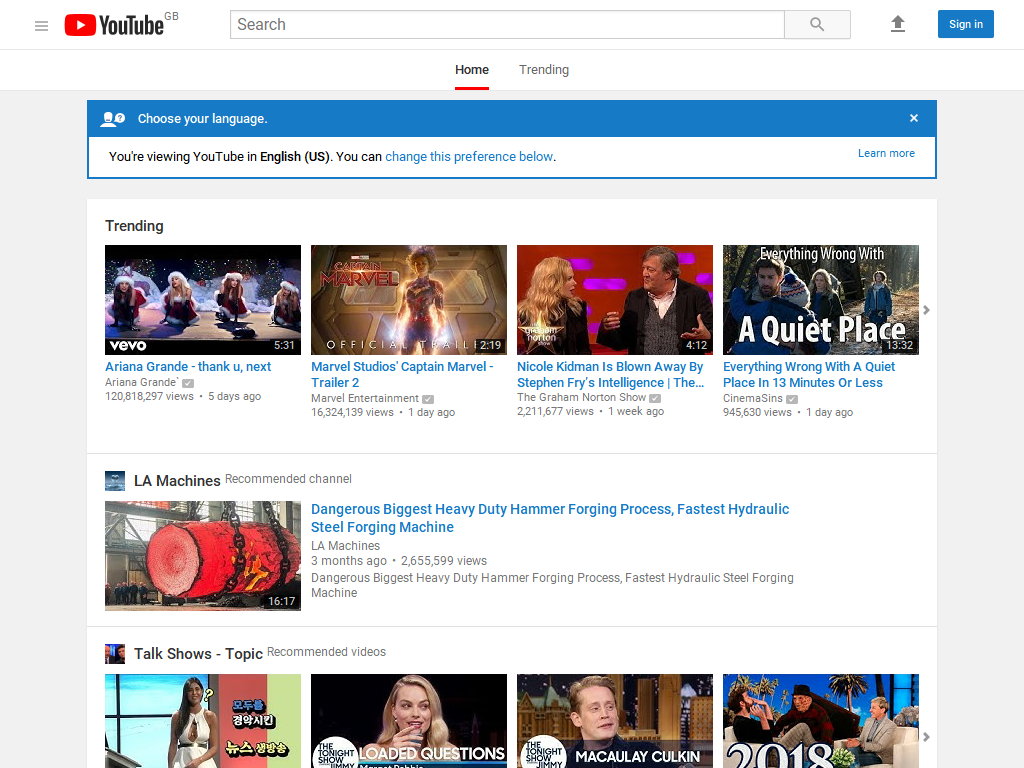 YouTube GB
Search
Sign in
Home
Trending
Choose your language.
×
You're viewing YouTube in English (US). You can change this preference below.
Learn more
Trending
vevo
5:31
MARVEL STUDIOS
CAPTAIN
MARVEL
OFFICIAL TRAIL
2:19
the
graham
norton
show
4:12
Everything Wrong With
A Quiet Place
13:32
Ariana Grande - thank u, next
Ariana Grande`
120,818,297 views • 5 days ago
Marvel Studios' Captain Marvel -
Trailer 2
Marvel Entertainment
16,324,139 views • 1 day ago
Nicole Kidman Is Blown Away By
Stephen Fry's Intelligence | The...
The Graham Norton Show
2,211,677 views • 1 week ago
Everything Wrong With A Quiet
Place In 13 Minutes Or Less
CinemaSins
945,630 views • 1 day ago
LA Machines Recommended channel
16:17
Dangerous Biggest Heavy Duty Hammer Forging Process, Fastest Hydraulic
Steel Forging Machine
LA Machines
3 months ago • 2,655,599 views
Dangerous Biggest Heavy Duty Hammer Forging Process, Fastest Hydraulic Steel Forging
Machine
Talk Shows - Topic Recommended videos
?
모두를
경악시킨
뉴스 생방송
THE
TONIGHT
SHOW
JIMMY
LOADED QUESTIONS
Margot Robbie
THE
TONIGHT
SHOW
JIMMY
MACAULAY CULKIN
2018